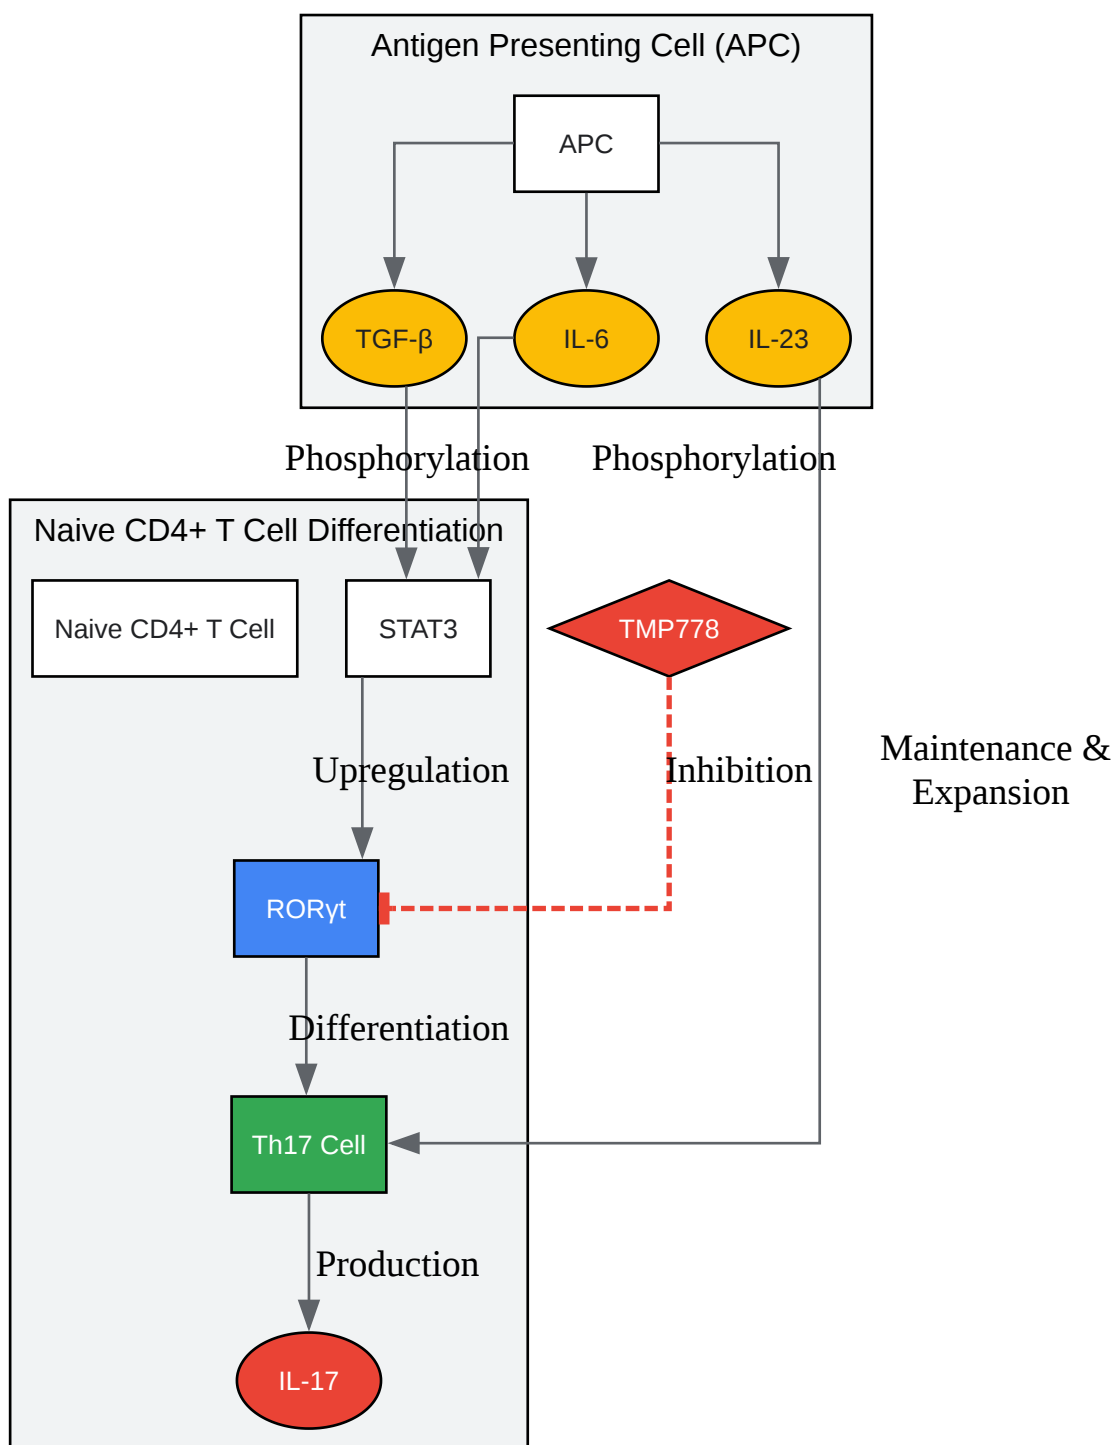 Antigen Presenting Cell (APC)
APC
TGF-β
IL-6
IL-23
Phosphorylation
Phosphorylation
Naive CD4+ T Cell Differentiation
Naive CD4+ T Cell
STAT3
TMP778
Upregulation
Inhibition
Maintenance &
Expansion
RORγt
Differentiation
Th17 Cell
Production
IL-17